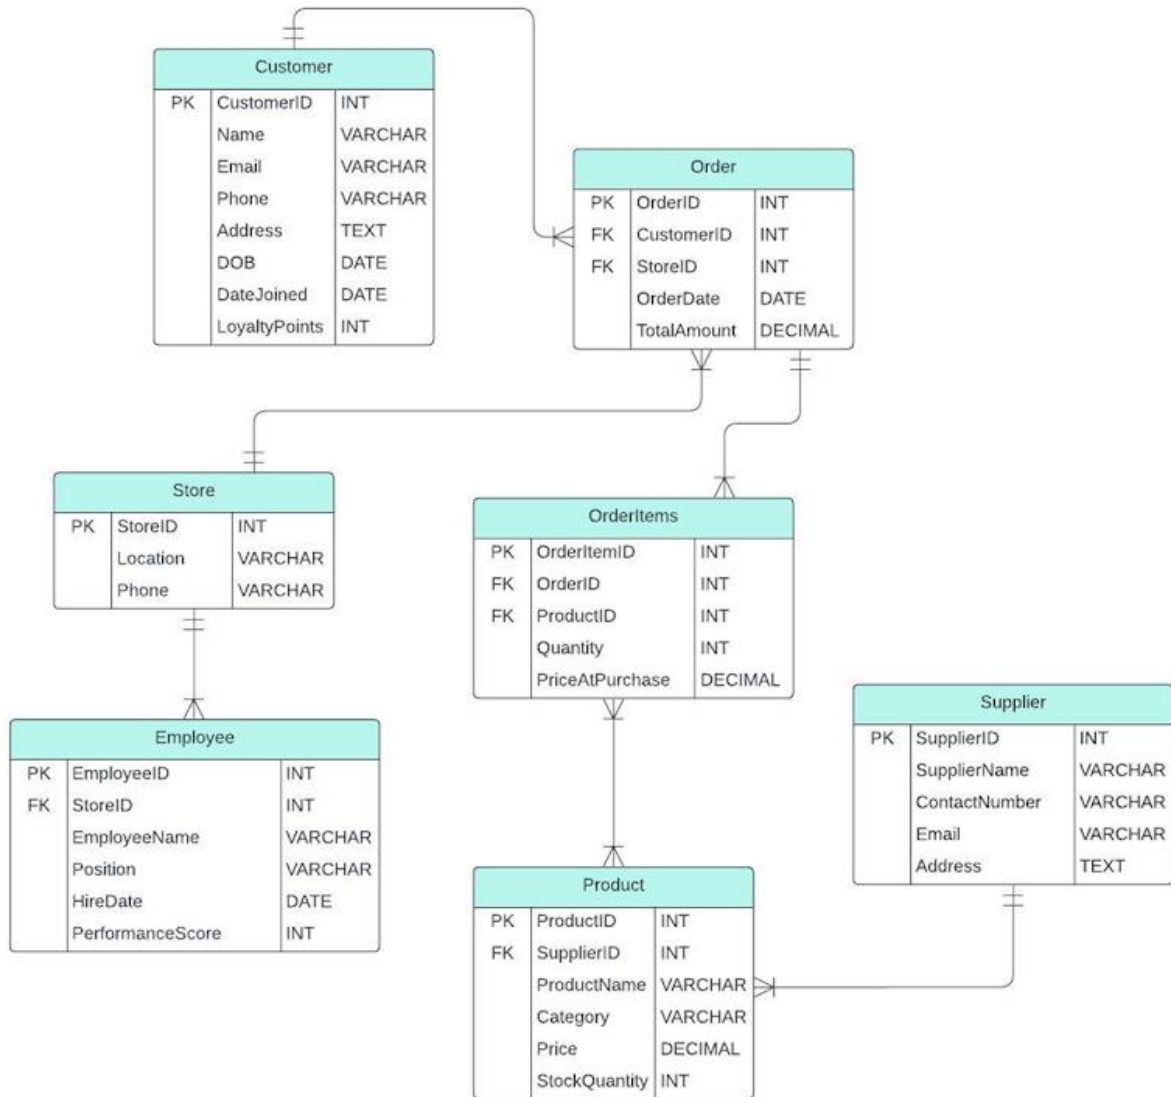 Customer
PK CustomerID INT
Name VARCHAR
Email VARCHAR
Phone VARCHAR
Address TEXT
DOB DATE
DateJoined DATE
LoyaltyPoints INT
Order
PK OrderID INT
FK CustomerID INT
FK StoreID INT
OrderDate DATE
TotalAmount DECIMAL
Store
PK StoreID INT
Location VARCHAR
Phone VARCHAR
OrderItems
PK OrderItemID INT
FK OrderID INT
FK ProductID INT
Quantity INT
PriceAtPurchase DECIMAL
Employee
PK EmployeeID INT
FK StoreID INT
EmployeeName VARCHAR
Position VARCHAR
HireDate DATE
PerformanceScore INT
Supplier
PK SupplierID INT
SupplierName VARCHAR
ContactNumber VARCHAR
Email VARCHAR
Address TEXT
Product
PK ProductID INT
FK SupplierID INT
ProductName VARCHAR
Category VARCHAR
Price DECIMAL
StockQuantity INT